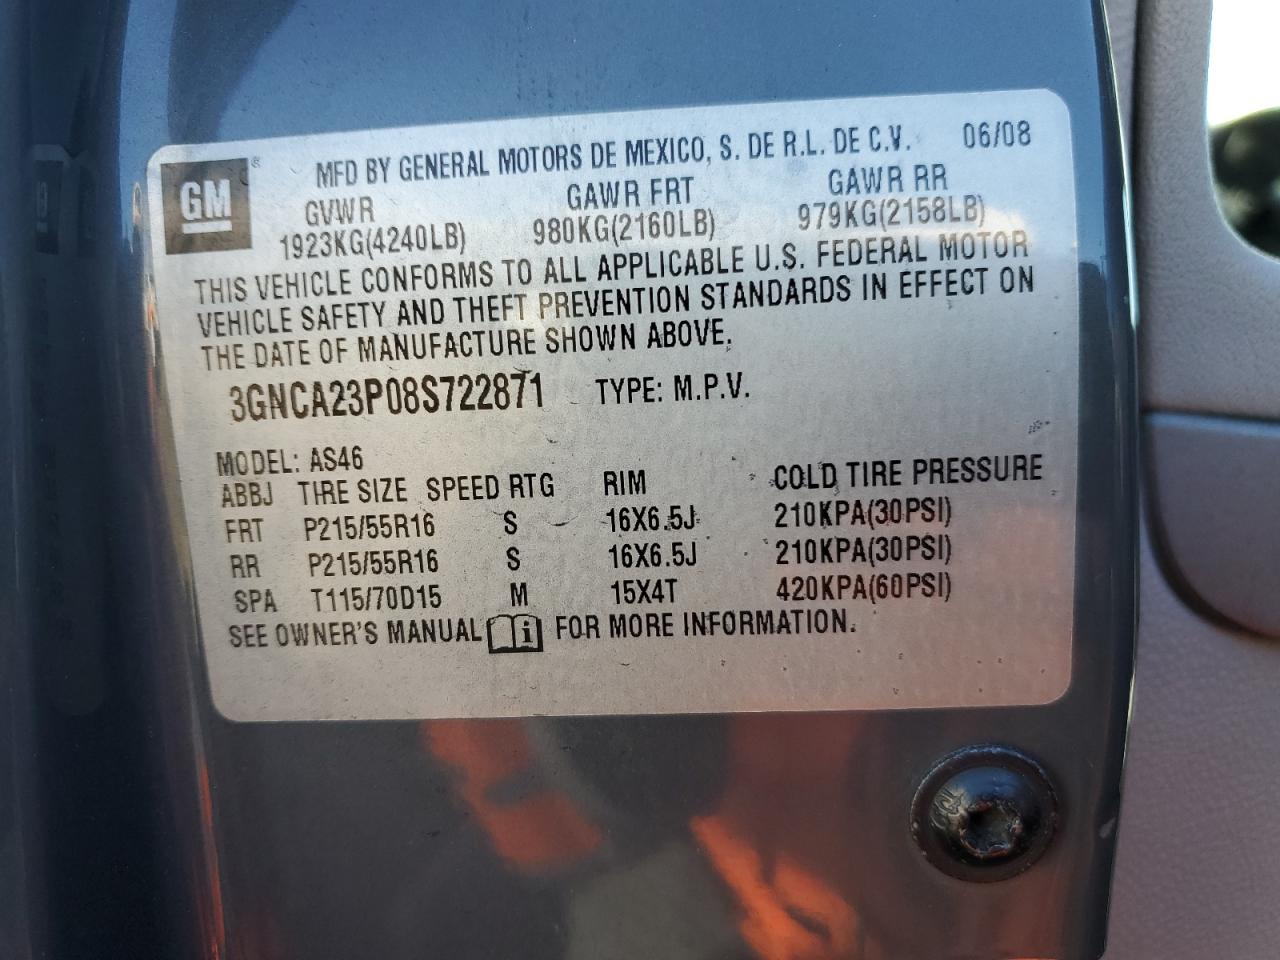 GM ®
MFD BY GENERAL MOTORS DE MEXICO, S. DE R.L. DE C.V. 06/08
GVWR GAWR FRT GAWR RR
1923KG(4240LB) 980KG(2160LB) 979KG(2158LB)
THIS VEHICLE CONFORMS TO ALL APPLICABLE U.S. FEDERAL MOTOR
VEHICLE SAFETY AND THEFT PREVENTION STANDARDS IN EFFECT ON
THE DATE OF MANUFACTURE SHOWN ABOVE.
3GNCA23P08S722871 TYPE: M.P.V.
MODEL: AS46
ABBJ TIRE SIZE SPEED RTG RIM COLD TIRE PRESSURE
FRT P215/55R16 S 16X6.5J 210KPA(30PSI)
RR P215/55R16 S 16X6.5J 210KPA(30PSI)
SPA T115/70D15 M 15X4T 420KPA(60PSI)
SEE OWNER'S MANUAL i FOR MORE INFORMATION.